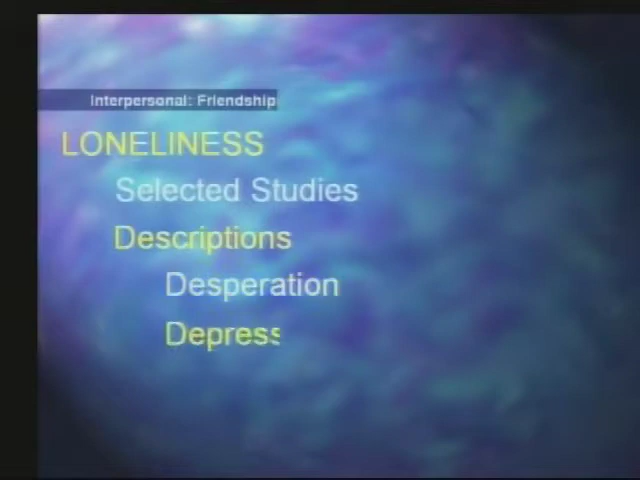 Interpersonal: Friendship
LONELINESS
Selected Studies
Descriptions
Desperation
Depress